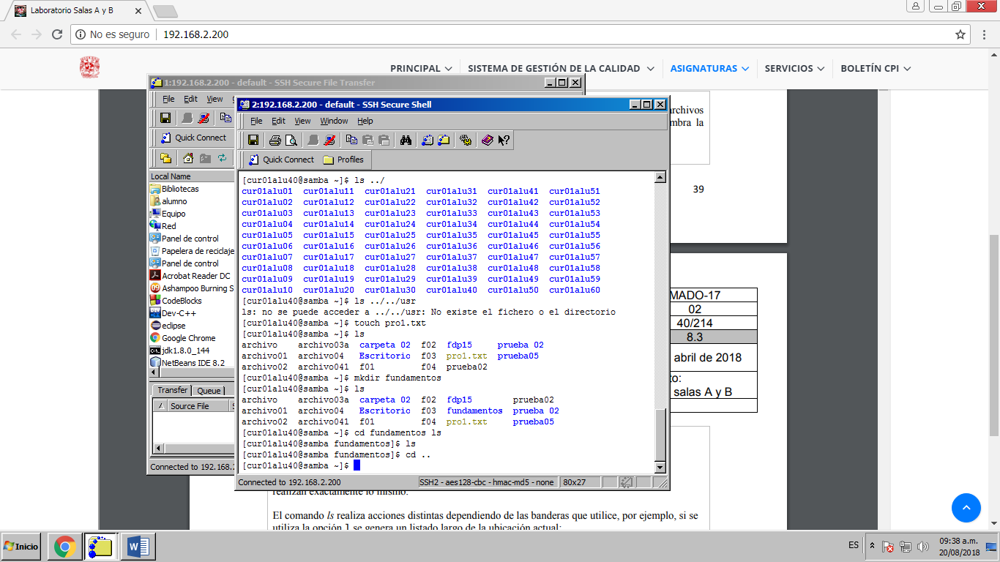 Laboratorio Salas A y B
No es seguro 192.168.2.200
PRINCIPAL SISTEMA DE GESTIÓN DE LA CALIDAD ASIGNATURAS SERVICIOS BOLETÍN CPI
1:192.168.2.200 - default - SSH Secure File Transfer
File Edit View
Quick Connect
Local Name
Bibliotecas
alumno
Equipo
Red
Panel de control
Papelera de reciclaje
Panel de control
Acrobat Reader DC
Ashampoo Burning S
CodeBlocks
Dev-C++
eclipse
Google Chrome
jdk1.8.0_144
NetBeans IDE 8.2
Transfer Queue
Source File
Connected to 192.168.2
2:192.168.2.200 - default - SSH Secure Shell
File Edit View Window Help
Quick Connect Profiles
[cur01alu40@samba ~]$ ls ../
cur01alu01 cur01alu11 cur01alu21 cur01alu31 cur01alu41 cur01alu51
cur01alu02 cur01alu12 cur01alu22 cur01alu32 cur01alu42 cur01alu52
cur01alu03 cur01alu13 cur01alu23 cur01alu33 cur01alu43 cur01alu53
cur01alu04 cur01alu14 cur01alu24 cur01alu34 cur01alu44 cur01alu54
cur01alu05 cur01alu15 cur01alu25 cur01alu35 cur01alu45 cur01alu55
cur01alu06 cur01alu16 cur01alu26 cur01alu36 cur01alu46 cur01alu56
cur01alu07 cur01alu17 cur01alu27 cur01alu37 cur01alu47 cur01alu57
cur01alu08 cur01alu18 cur01alu28 cur01alu38 cur01alu48 cur01alu58
cur01alu09 cur01alu19 cur01alu29 cur01alu39 cur01alu49 cur01alu59
cur01alu10 cur01alu20 cur01alu30 cur01alu40 cur01alu50 cur01alu60
[cur01alu40@samba ~]$ ls ../../usr
ls: no se puede acceder a ../../usr: No existe el fichero o el directorio
[cur01alu40@samba ~]$ touch pro1.txt
[cur01alu40@samba ~]$ ls
archivo archivo03a carpeta 02 f02 fdp15 prueba 02
archivo01 archivo04 Escritorio f03 pro1.txt prueba05
archivo02 archivo041 f01 f04 prueba02
[cur01alu40@samba ~]$ mkdir fundamentos
[cur01alu40@samba ~]$ ls
archivo archivo03a carpeta 02 f02 fdp15 prueba02
archivo01 archivo04 Escritorio f03 fundamentos prueba 02
archivo02 archivo041 f01 f04 pro1.txt prueba05
[cur01alu40@samba ~]$ cd fundamentos ls
[cur01alu40@samba fundamentos]$ ls
[cur01alu40@samba fundamentos]$ cd ..
[cur01alu40@samba ~]$
Connected to 192.168.2.200 SSH2 - aes128-cbc - hmac-md5 - none 80x27
archivos
mbra la
39
MADO-17
02
40/214
8.3
abril de 2018
to:
salas A y B
realizan exactamente lo mismo.
El comando ls realiza acciones distintas dependiendo de las banderas que utilice, por ejemplo, si se
utiliza la opción l se genera un listado largo de la ubicación actual:
Inicio
ES 09:38 a.m.
20/08/2018